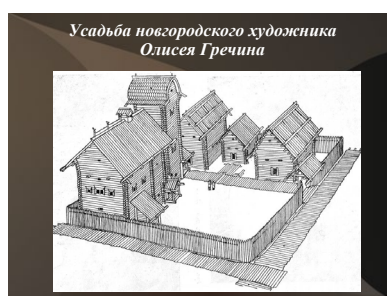 Усадьба новгородского художника
Олисея Гречина